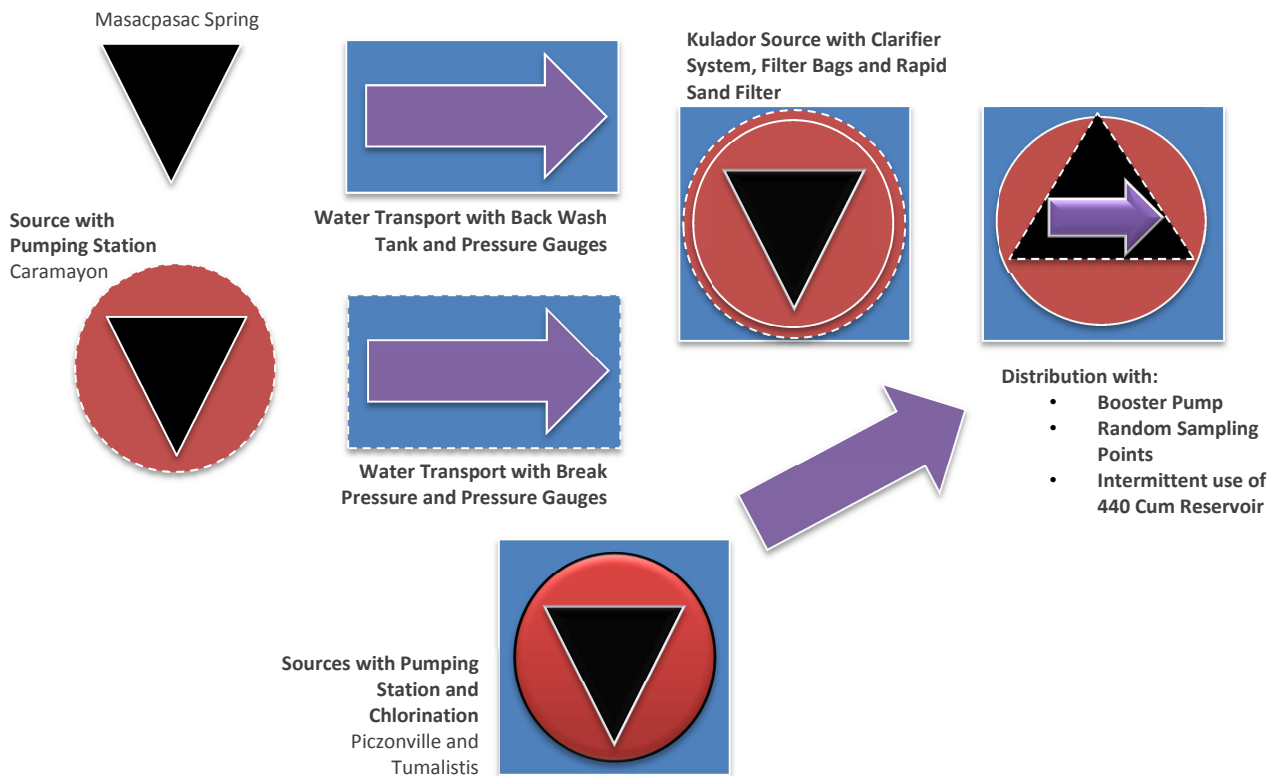 Masacpasac Spring
Kulador Source with Clarifier
System, Filter Bags and Rapid
Sand Filter
Source with
Pumping Station
Caramayon
Water Transport with Back Wash
Tank and Pressure Gauges
Water Transport with Break
Pressure and Pressure Gauges
Distribution with:
• Booster Pump
• Random Sampling
Points
• Intermittent use of
440 Cum Reservoir
Sources with Pumping
Station and
Chlorination
Piczonville and
Tumalistis